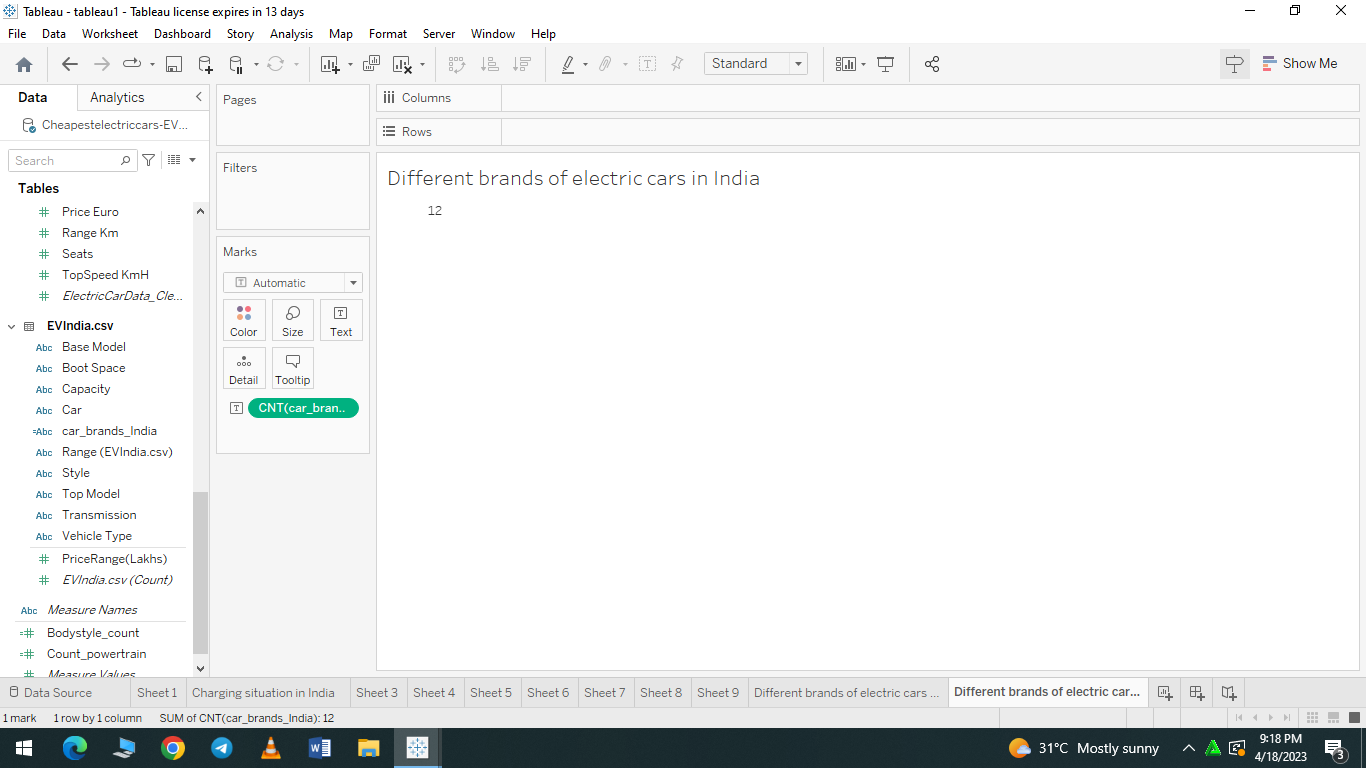 Tableau - tableau1 - Tableau license expires in 13 days
File Data Worksheet Dashboard Story Analysis Map Format Server Window Help
Standard
Show Me
Data Analytics
Cheapestelectriccars-EV...
Search
Tables
Price Euro
Range Km
Seats
TopSpeed KmH
ElectricCarData_Cle...
EVIndia.csv
Abc Base Model
Abc Boot Space
Abc Capacity
Abc Car
=Abc car_brands_India
Abc Range (EVIndia.csv)
Abc Style
Abc Top Model
Abc Transmission
Abc Vehicle Type
# PriceRange(Lakhs)
# EVIndia.csv (Count)
Abc Measure Names
=# Bodystyle_count
=# Count_powertrain
# Measure Values
Pages
Filters
Marks
Automatic
Color Size Text
Detail Tooltip
CNT(car_bran..
Columns
Rows
Different brands of electric cars in India
12
Data Source Sheet 1 Charging situation in India Sheet 3 Sheet 4 Sheet 5 Sheet 6 Sheet 7 Sheet 8 Sheet 9 Different brands of electric cars ... Different brands of electric car...
1 mark 1 row by 1 column SUM of CNT(car_brands_India): 12
31°C Mostly sunny
9:18 PM
4/18/2023
3